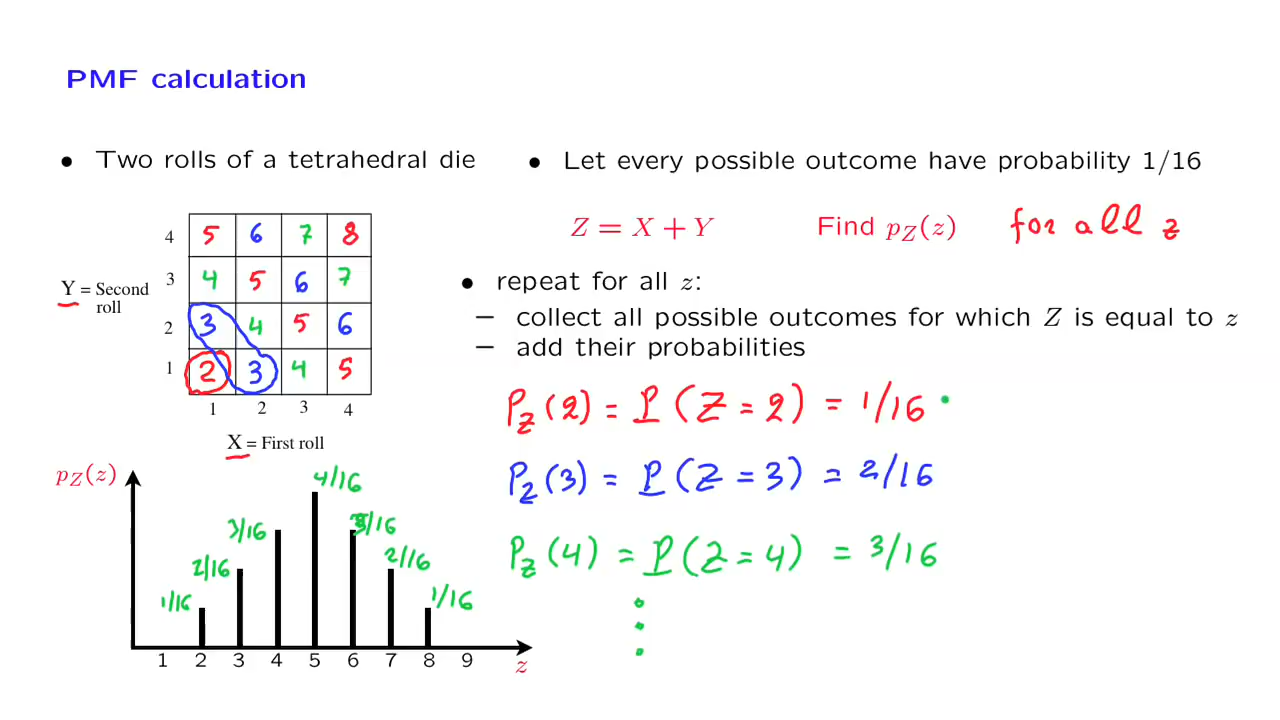 PMF calculation
• Two rolls of a tetrahedral die
• Let every possible outcome have probability 1/16
Z = X + Y Find p_Z(z) for all z
4 5 6 7 8
3 4 5 6 7
2 3 4 5 6
1 2 3 4 5
1 2 3 4
Y = Second
roll
X = First roll
• repeat for all z:
– collect all possible outcomes for which Z is equal to z
– add their probabilities
P_Z(2) = P(Z = 2) = 1/16
P_Z(3) = P(Z = 3) = 2/16
P_Z(4) = P(Z = 4) = 3/16
p_Z(z)
1/16 2/16 3/16 4/16 3/16 2/16 1/16
1 2 3 4 5 6 7 8 9 z